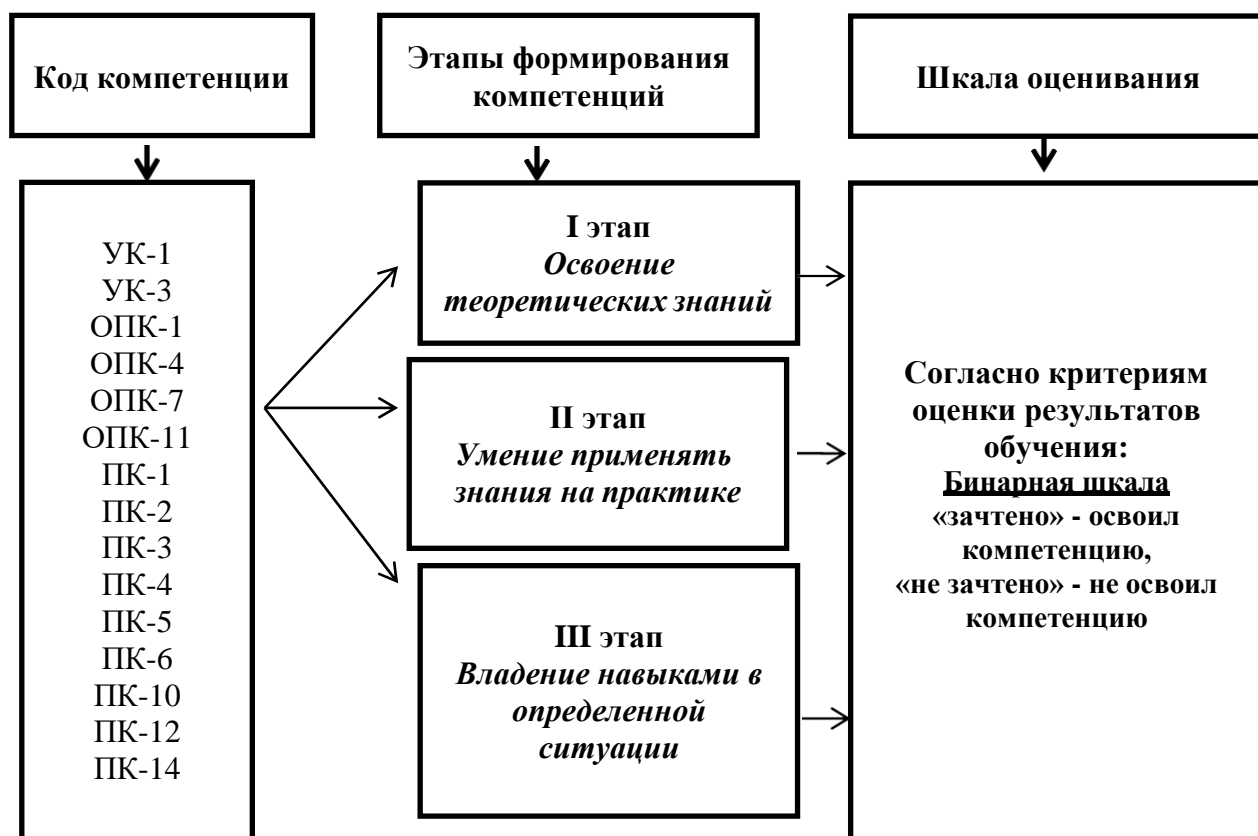 Код компетенции
Этапы формирования
компетенций
Шкала оценивания
УК-1
УК-3
ОПК-1
ОПК-4
ОПК-7
ОПК-11
ПК-1
ПК-2
ПК-3
ПК-4
ПК-5
ПК-6
ПК-10
ПК-12
ПК-14
I этап
Освоение
теоретических знаний
II этап
Умение применять
знания на практике
III этап
Владение навыками в
определенной
ситуации
Согласно критериям
оценки результатов
обучения:
Бинарная шкала
«зачтено» - освоил
компетенцию,
«не зачтено» - не освоил
компетенцию